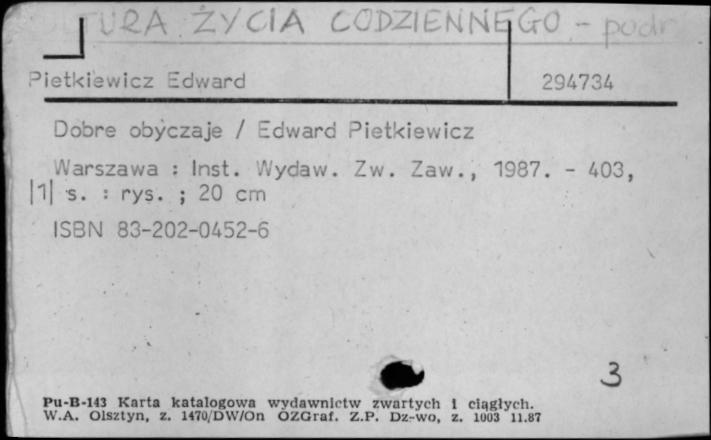 TURA ŻYCIA CODZIENNEGO - podr
Pietkiewicz Edward 294734
Dobre obyczaje / Edward Pietkiewicz
Warszawa : Inst. Wydaw. Zw. Zaw., 1987. - 403,
|1| s. : rys. ; 20 cm
ISBN 83-202-0452-6
3
Pu-B-143 Karta katalogowa wydawnictw zwartych i ciągłych.
W.A. Olsztyn, z. 1470/DW/On OZGraf. Z.P. Dz-wo, z. 1003 11.87